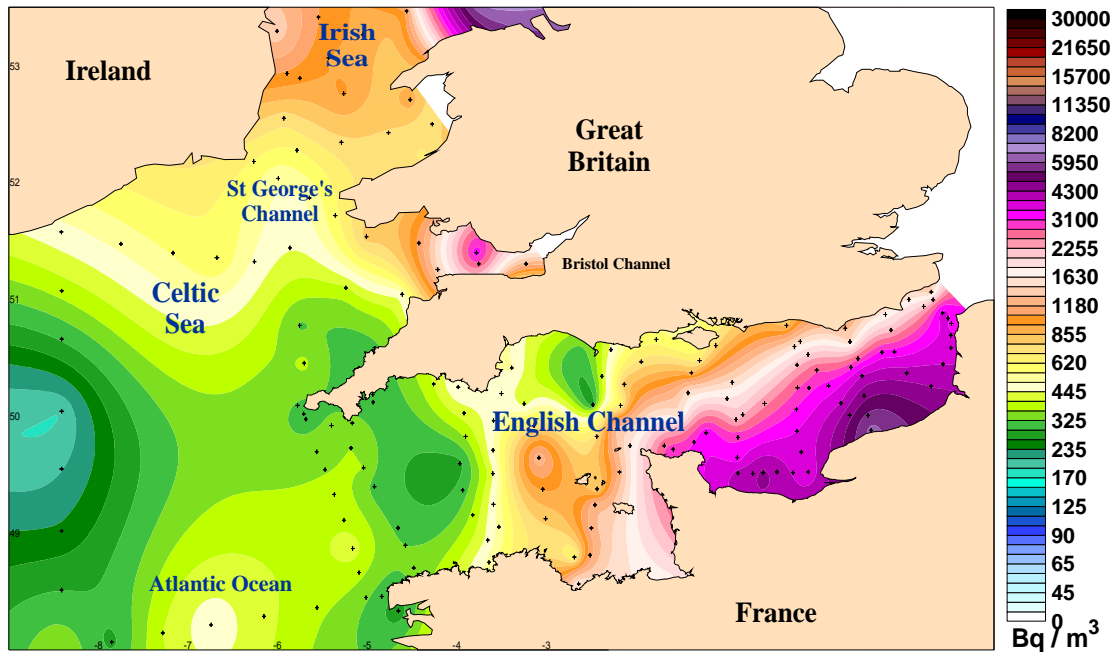 Irish
Sea
Ireland
53
Great
Britain
52
St George's
Channel
Bristol Channel
Celtic
Sea
51
50
English Channel
49
Atlantic Ocean
France
-8 -7 -6 -5 -4 -3
30000
21650
15700
11350
8200
5950
4300
3100
2255
1630
1180
855
620
445
325
235
170
125
90
65
45
0
Bq / m³